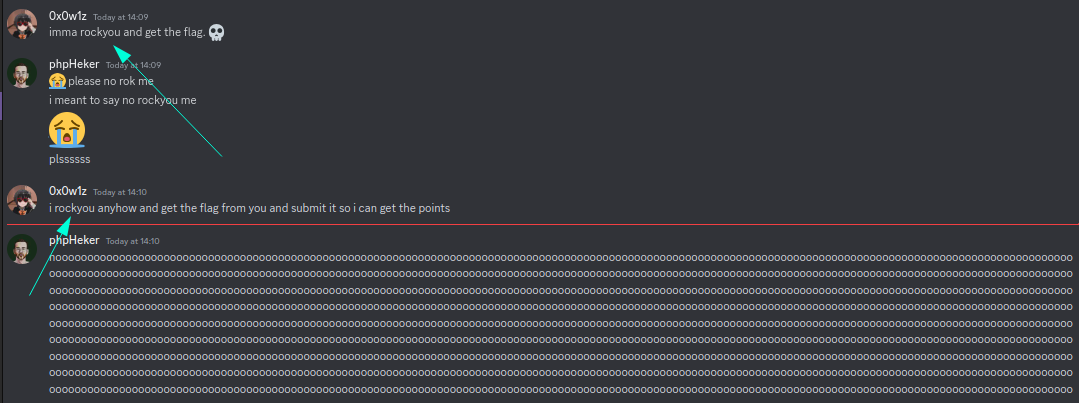 0x0w1z Today at 14:09
imma rockyou and get the flag.
phpHeker Today at 14:09
please no rok me
i meant to say no rockyou me
plssssss
0x0w1z Today at 14:10
i rockyou anyhow and get the flag from you and submit it so i can get the points
phpHeker Today at 14:10